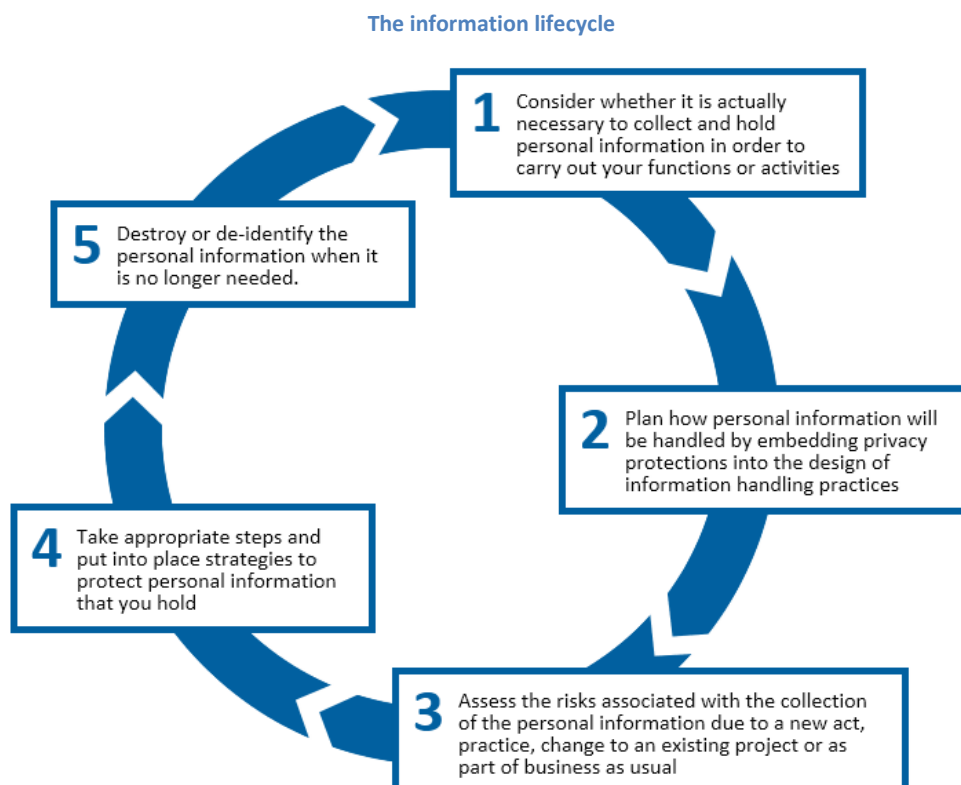 The information lifecycle
1
Consider whether it is actually
necessary to collect and hold
personal information in order to
carry out your functions or activities
2
Plan how personal information will
be handled by embedding privacy
protections into the design of
information handling practices
3
Assess the risks associated with the collection
of the personal information due to a new act,
practice, change to an existing project or as
part of business as usual
4
Take appropriate steps and
put into place strategies to
protect personal information
that you hold
5
Destroy or de-identify the
personal information when it
is no longer needed.